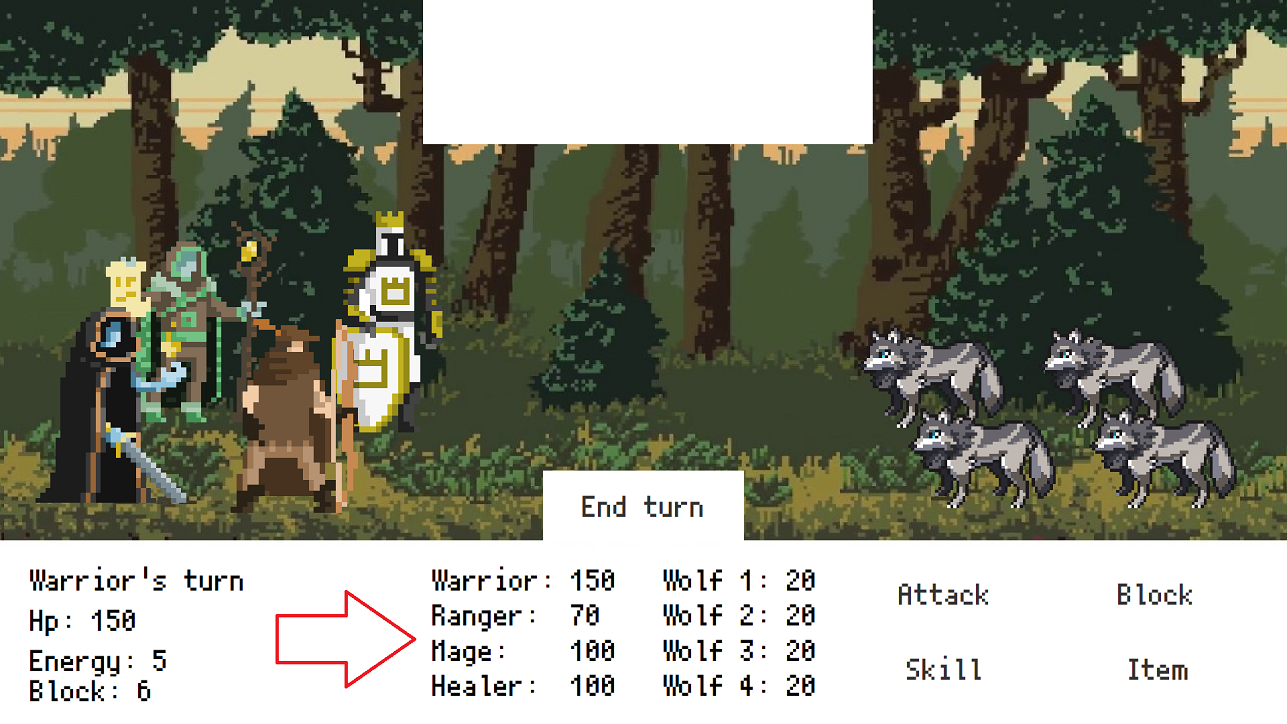 End turn
Warrior's turn
Hp: 150
Energy: 5
Block: 6
Warrior: 150
Ranger: 70
Mage: 100
Healer: 100
Wolf 1: 20
Wolf 2: 20
Wolf 3: 20
Wolf 4: 20
Attack
Block
Skill
Item